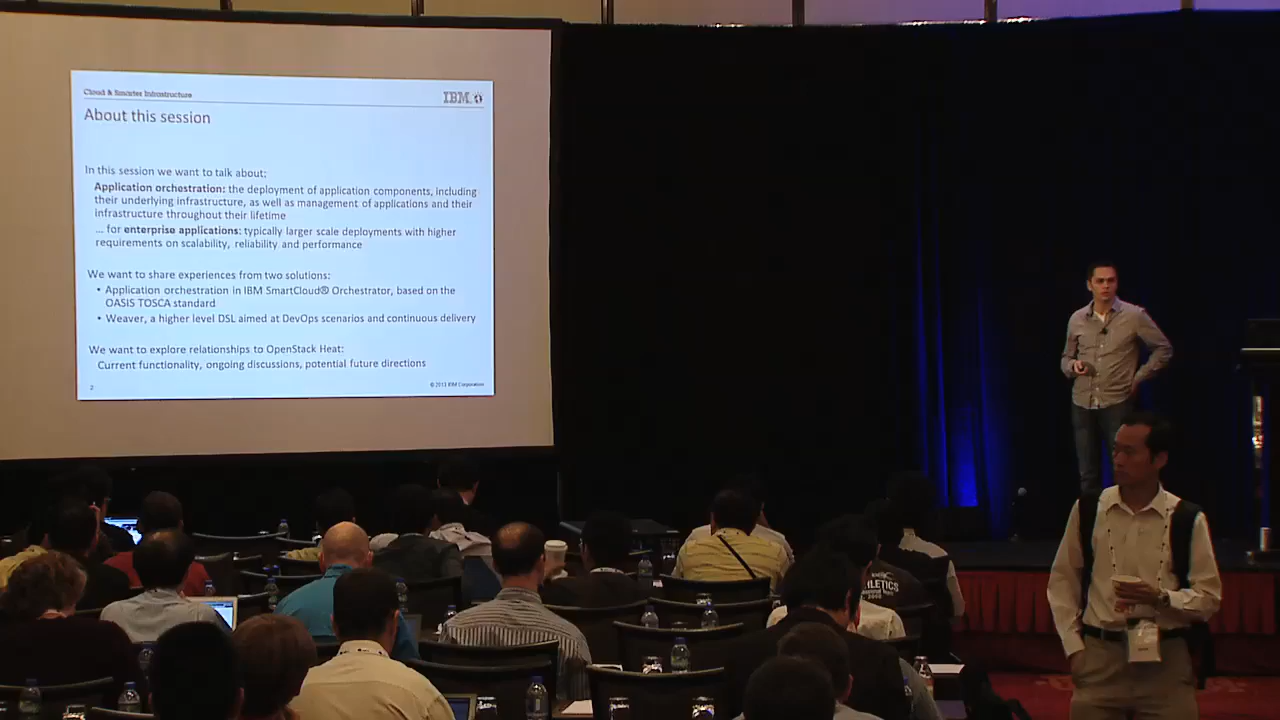 Cloud & Smarter Infrastructure
IBM
About this session
In this session we want to talk about:
Application orchestration: the deployment of application components, including
their underlying infrastructure, as well as management of applications and their
infrastructure throughout their lifetime
... for enterprise applications: typically larger scale deployments with higher
requirements on scalability, reliability and performance
We want to share experiences from two solutions:
• Application orchestration in IBM SmartCloud® Orchestrator, based on the
OASIS TOSCA standard
• Weaver, a higher level DSL aimed at DevOps scenarios and continuous delivery
We want to explore relationships to OpenStack Heat:
Current functionality, ongoing discussions, potential future directions
2
© 2013 IBM Corporation